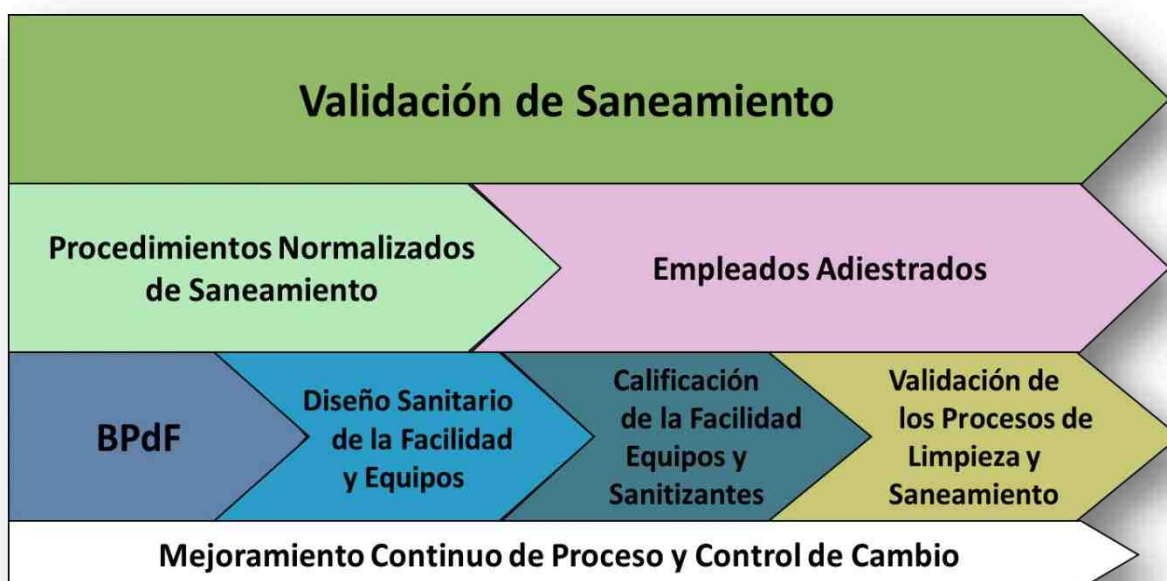 Validación de Saneamiento
Procedimientos Normalizados
de Saneamiento
Empleados Adiestrados
BPdF
Diseño Sanitario
de la Facilidad
y Equipos
Calificación
de la Facilidad
Equipos y
Sanitizantes
Validación de
los Procesos de
Limpieza y
Saneamiento
Mejoramiento Continuo de Proceso y Control de Cambio